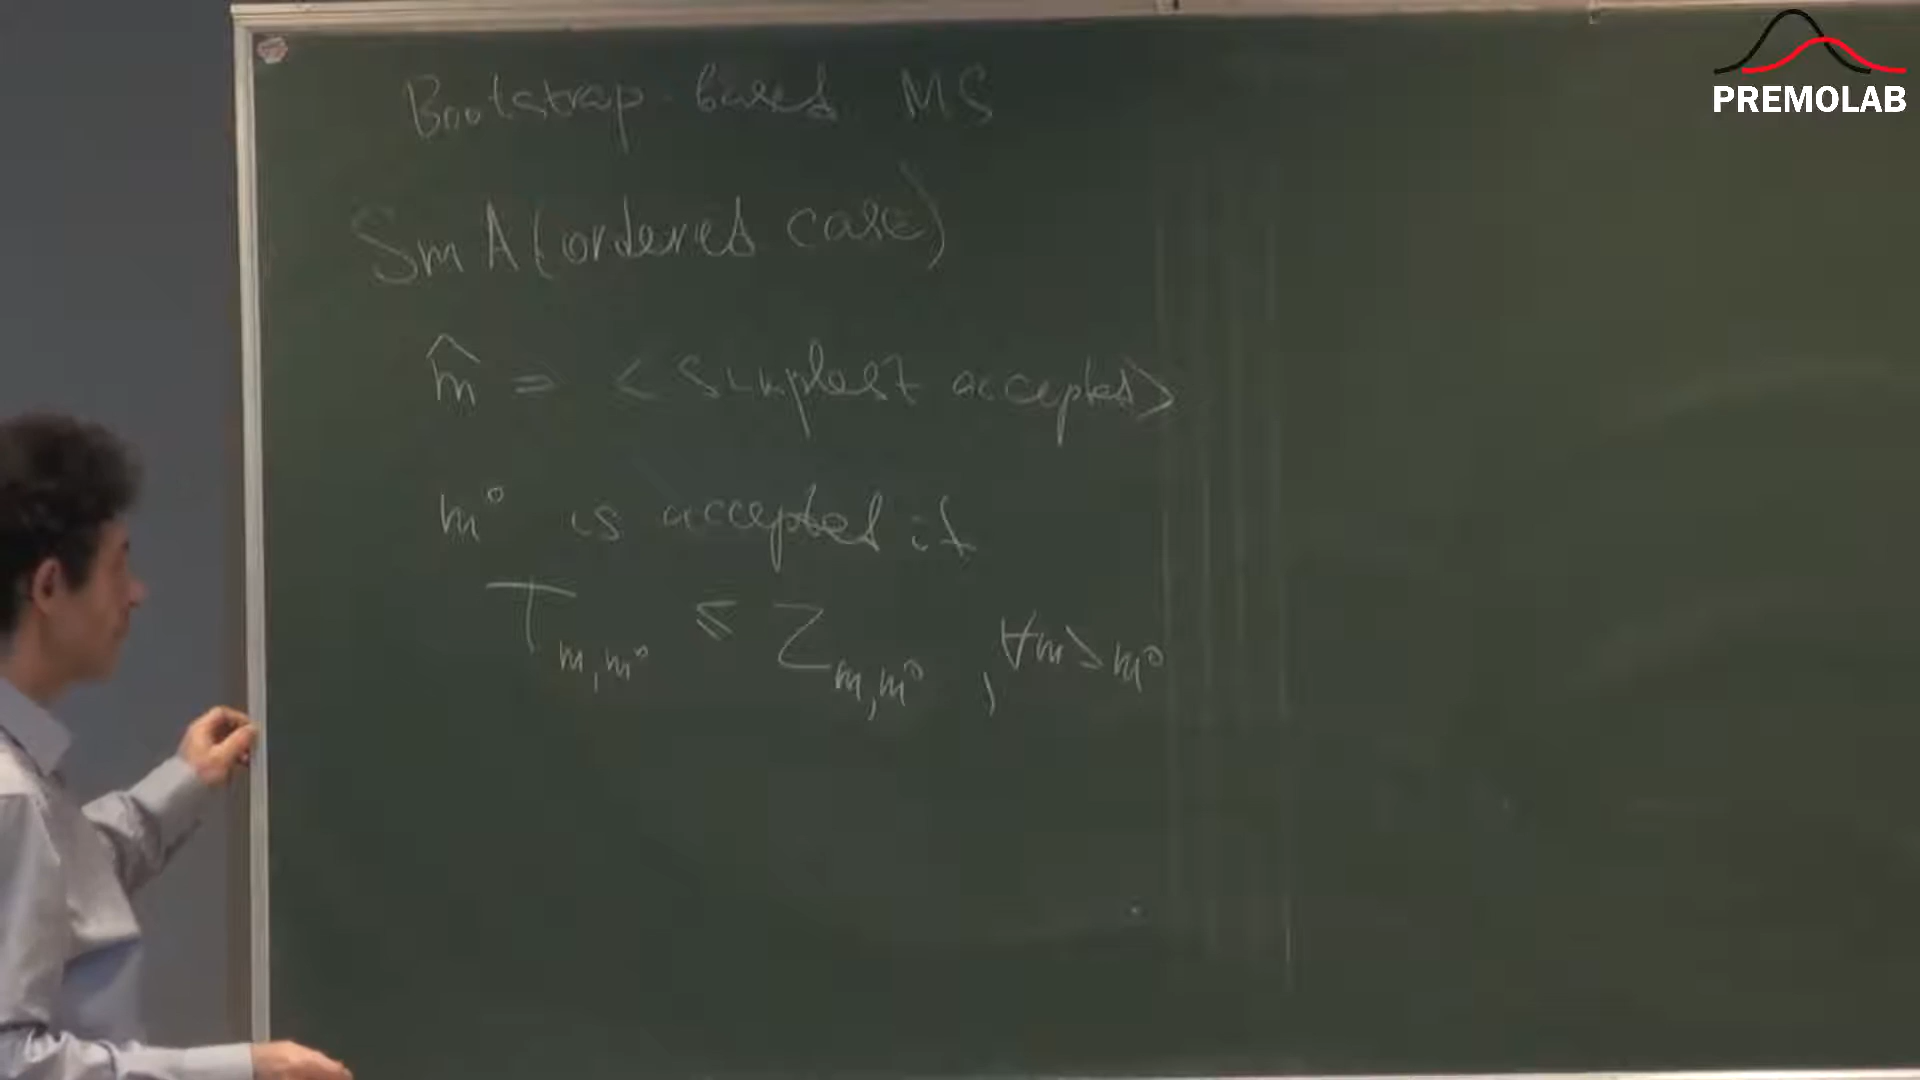 PREMOLAB
Bootstrap-based MS
SmA (ordered case)
m̂ = <simplest accepted>
m° is accepted if
T_{m,m°} ≤ Z_{m,m°} , ∀m > m°